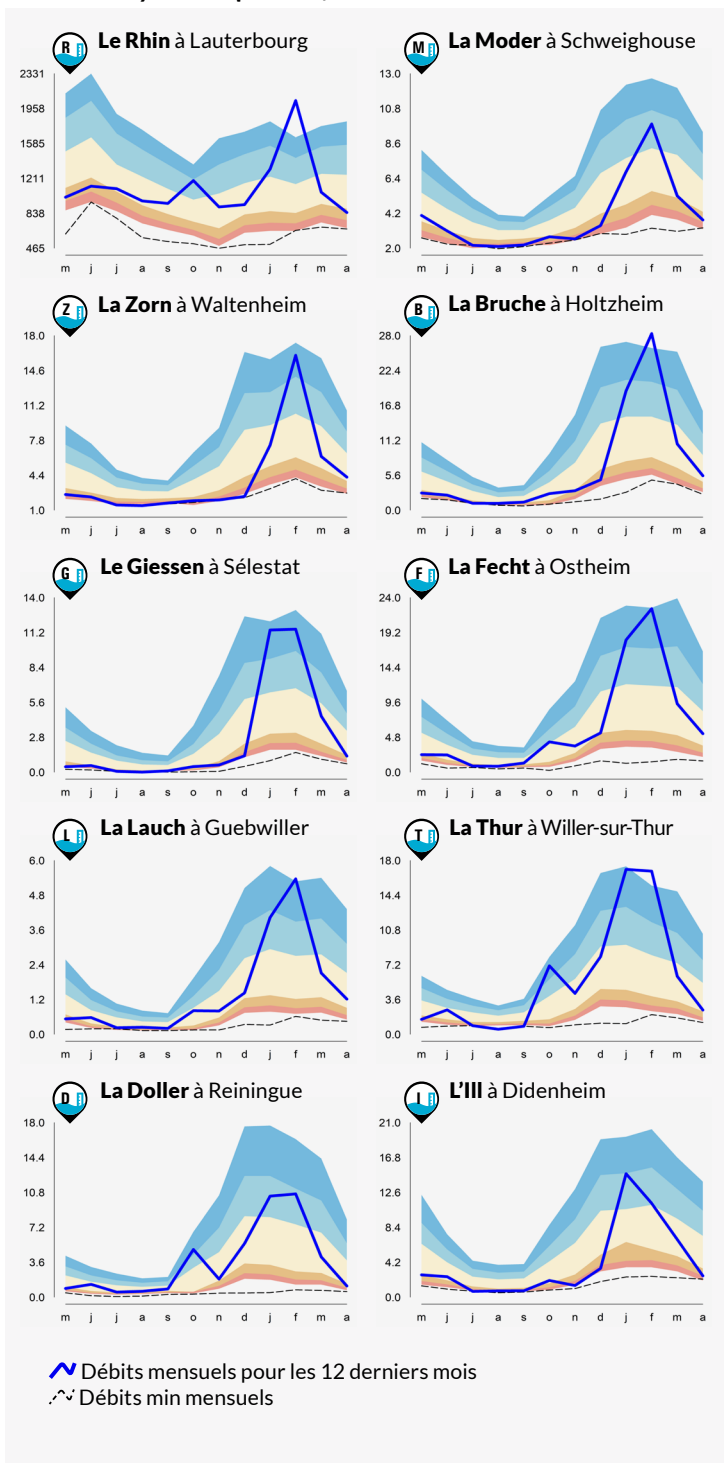 R Le Rhin à Lauterbourg
2331
1958
1585
1211
838
465
m j j a s o n d j f m a
M La Moder à Schweighouse
13.0
10.8
8.6
6.4
4.2
2.0
m j j a s o n d j f m a
Z La Zorn à Waltenheim
18.0
14.6
11.2
7.8
4.4
1.0
m j j a s o n d j f m a
B La Bruche à Holtzheim
28.0
22.4
16.8
11.2
5.6
0.0
m j j a s o n d j f m a
G Le Giessen à Sélestat
14.0
11.2
8.4
5.6
2.8
0.0
m j j a s o n d j f m a
F La Fecht à Ostheim
24.0
19.2
14.4
9.6
4.8
0.0
m j j a s o n d j f m a
L La Lauch à Guebwiller
6.0
4.8
3.6
2.4
1.2
0.0
m j j a s o n d j f m a
T La Thur à Willer-sur-Thur
18.0
14.4
10.8
7.2
3.6
0.0
m j j a s o n d j f m a
D La Doller à Reiningue
18.0
14.4
10.8
7.2
3.6
0.0
m j j a s o n d j f m a
I L'Ill à Didenheim
21.0
16.8
12.6
8.4
4.2
0.0
m j j a s o n d j f m a
Débits mensuels pour les 12 derniers mois
Débits min mensuels